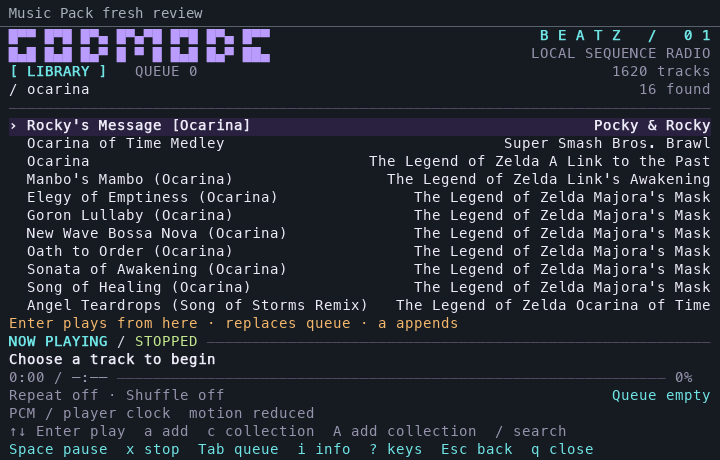 Music Pack fresh review
B E A T Z / 0 1
LOCAL SEQUENCE RADIO
[ LIBRARY ] QUEUE 0 1620 tracks
/ ocarina 16 found
› Rocky's Message [Ocarina] Pocky & Rocky
Ocarina of Time Medley Super Smash Bros. Brawl
Ocarina The Legend of Zelda A Link to the Past
Manbo's Mambo (Ocarina) The Legend of Zelda Link's Awakening
Elegy of Emptiness (Ocarina) The Legend of Zelda Majora's Mask
Goron Lullaby (Ocarina) The Legend of Zelda Majora's Mask
New Wave Bossa Nova (Ocarina) The Legend of Zelda Majora's Mask
Oath to Order (Ocarina) The Legend of Zelda Majora's Mask
Sonata of Awakening (Ocarina) The Legend of Zelda Majora's Mask
Song of Healing (Ocarina) The Legend of Zelda Majora's Mask
Angel Teardrops (Song of Storms Remix) The Legend of Zelda Ocarina of Time
Enter plays from here · replaces queue · a appends
NOW PLAYING / STOPPED
Choose a track to begin
0:00 / —:—— 0%
Repeat off · Shuffle off Queue empty
PCM / player clock motion reduced
↑↓ Enter play a add c collection A add collection / search
Space pause x stop Tab queue i info ? keys Esc back q close